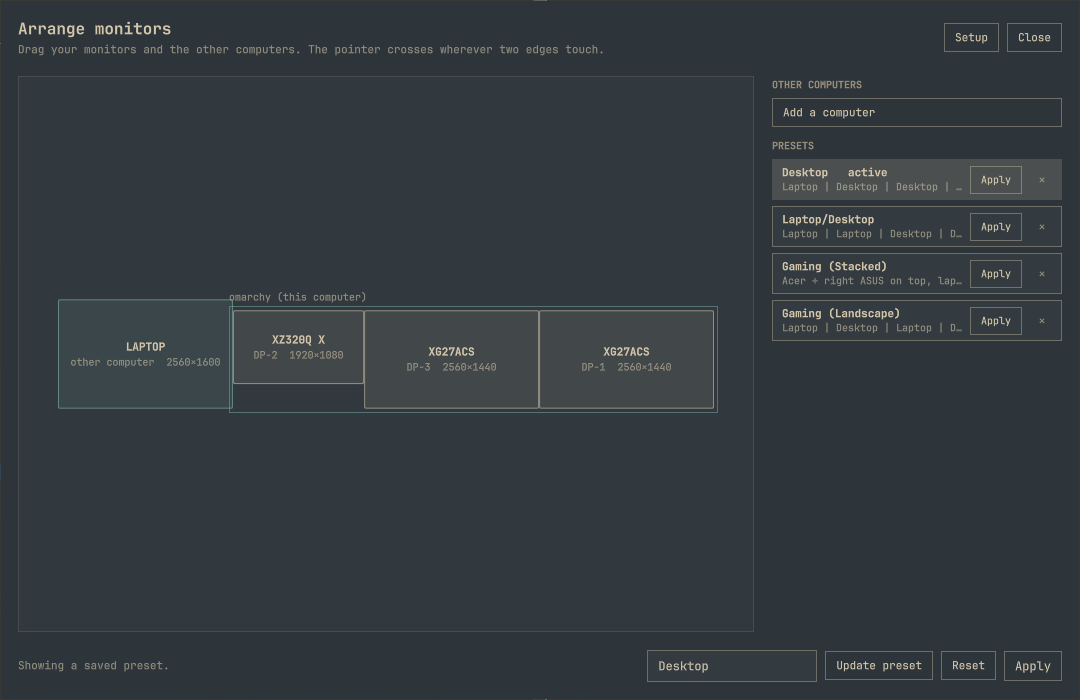 Arrange monitors
Drag your monitors and the other computers. The pointer crosses wherever two edges touch.
Setup
Close
OTHER COMPUTERS
Add a computer
PRESETS
Desktop active
Laptop | Desktop | Desktop | …
Apply
×
Laptop/Desktop
Laptop | Laptop | Desktop | D…
Apply
×
Gaming (Stacked)
Acer + right ASUS on top, lap…
Apply
×
Gaming (Landscape)
Laptop | Desktop | Laptop | D…
Apply
×
omarchy (this computer)
LAPTOP
other computer 2560×1600
XZ320Q X
DP-2 1920×1080
XG27ACS
DP-3 2560×1440
XG27ACS
DP-1 2560×1440
Showing a saved preset.
Desktop
Update preset
Reset
Apply